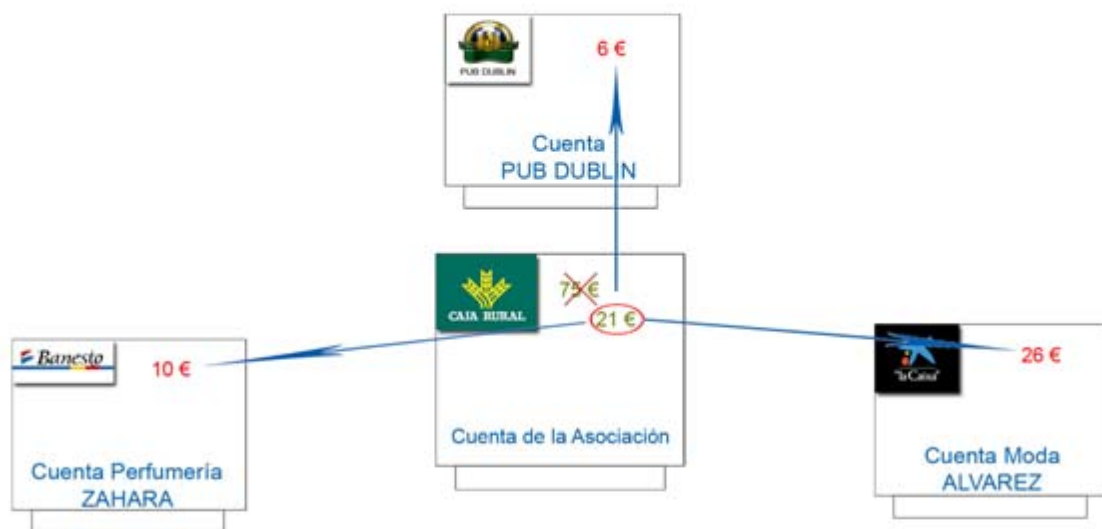 PUB DUBLIN
6 €
Cuenta
PUB DUBLIN
CAJA RURAL
75 €
21 €
Cuenta de la Asociación
Banesto
10 €
Cuenta Perfumería
ZAHARA
"la Caixa"
26 €
Cuenta Moda
ALVAREZ